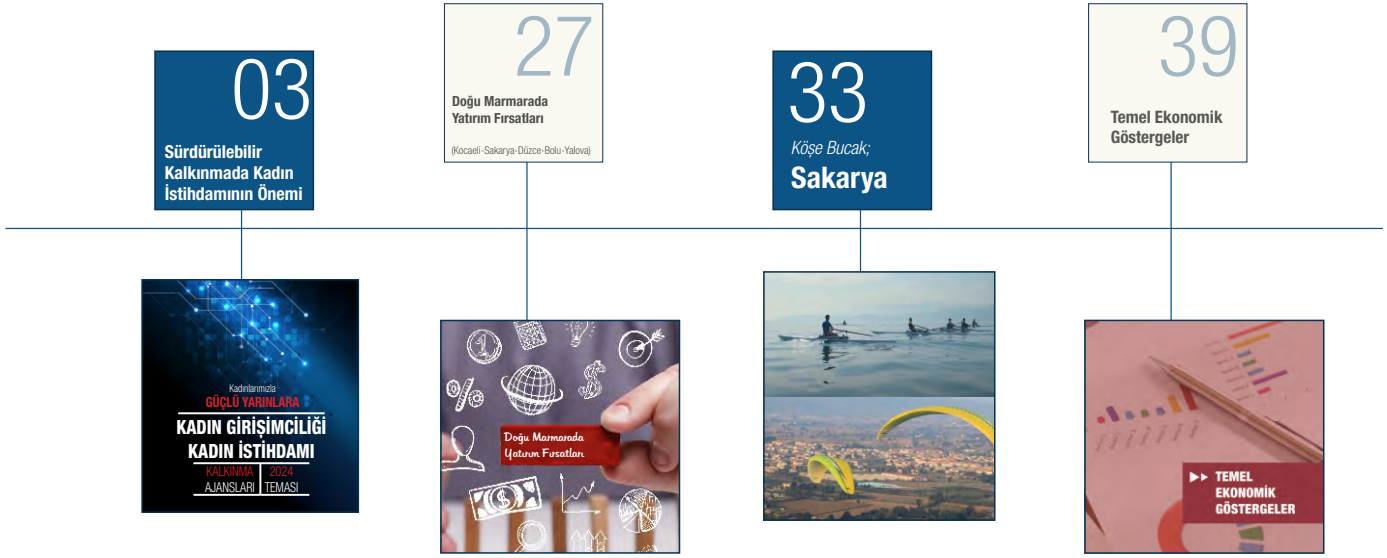 03
Sürdürülebilir
Kalkınmada Kadın
İstihdamının Önemi
27
Doğu Marmarada
Yatırım Fırsatları
(Kocaeli-Sakarya-Düzce-Bolu-Yalova)
33
Köşe Bucak;
Sakarya
39
Temel Ekonomik
Göstergeler
Kadınlarımızla
GÜÇLÜ YARINLARA
KADIN GİRİŞİMCİLİĞİ
KADIN İSTİHDAMI
KALKINMA 2024
AJANSLARI TEMASI
1
%
$
Doğu Marmarada
Yatırım Fırsatları
$
TEMEL
EKONOMİK
GÖSTERGELER